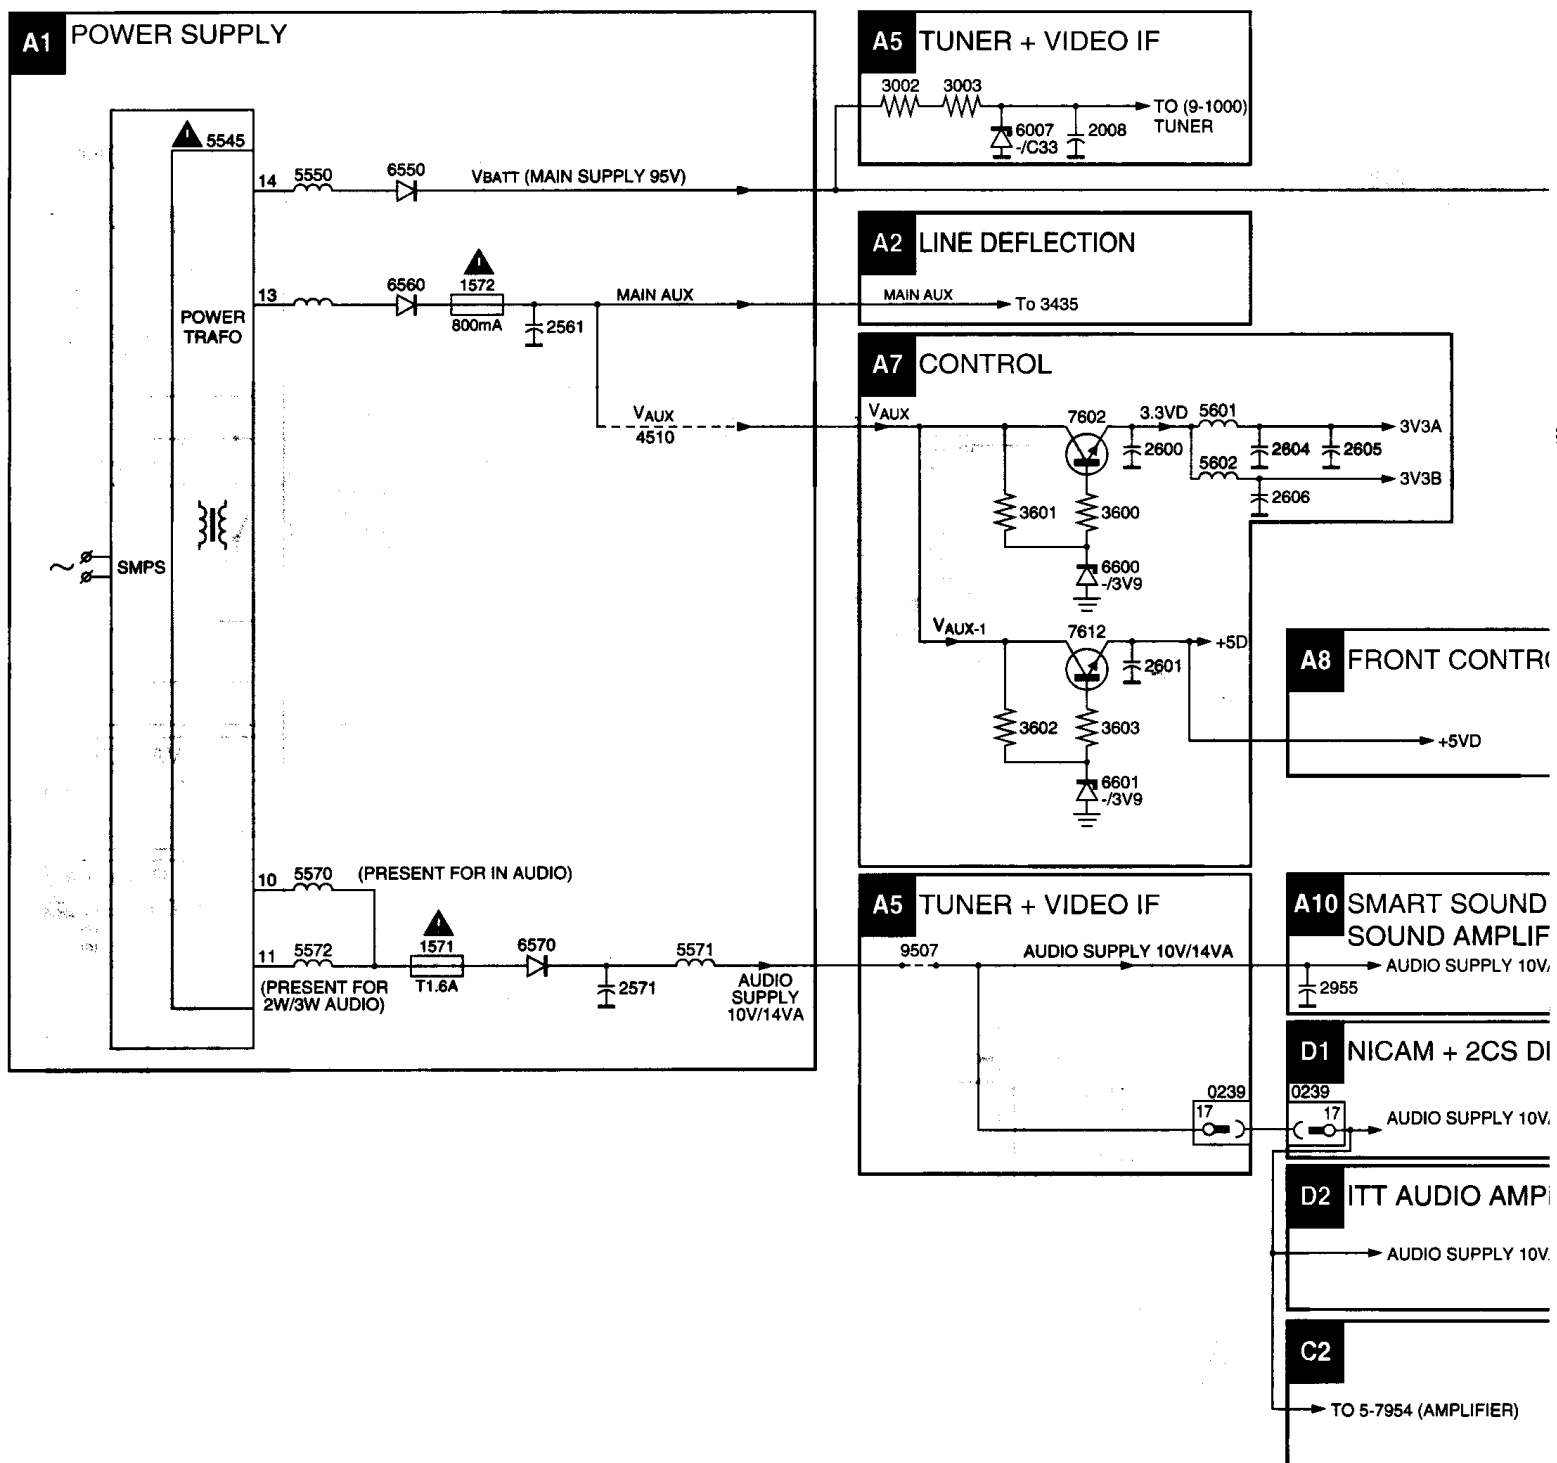 A1 POWER SUPPLY
5545
14 5550 6550 VBATT (MAIN SUPPLY 95V)
13 6560 1572 800mA 2561 MAIN AUX
POWER
TRAFO
VAUX
4510
SMPS
10 5570 (PRESENT FOR IN AUDIO)
11 5572 1571 T1.6A 6570 2571 5571
(PRESENT FOR
2W/3W AUDIO)
AUDIO
SUPPLY
10V/14VA
A5 TUNER + VIDEO IF
3002 3003
6007
-/C33
2008
TO (9-1000)
TUNER
A2 LINE DEFLECTION
MAIN AUX To 3435
A7 CONTROL
VAUX 7602 3.3VD 5601 3V3A
2600 2604 2605
5602 3V3B
2606
3601 3600
6600
-/3V9
VAUX-1 7612 +5D
2601
3602 3603
6601
-/3V9
A8 FRONT CONTR
+5VD
A5 TUNER + VIDEO IF
9507 AUDIO SUPPLY 10V/14VA
0239
17
A10 SMART SOUND
SOUND AMPLIF
AUDIO SUPPLY 10V/
2955
D1 NICAM + 2CS DI
0239
17
AUDIO SUPPLY 10V/
D2 ITT AUDIO AMP
AUDIO SUPPLY 10V
C2
TO 5-7954 (AMPLIFIER)